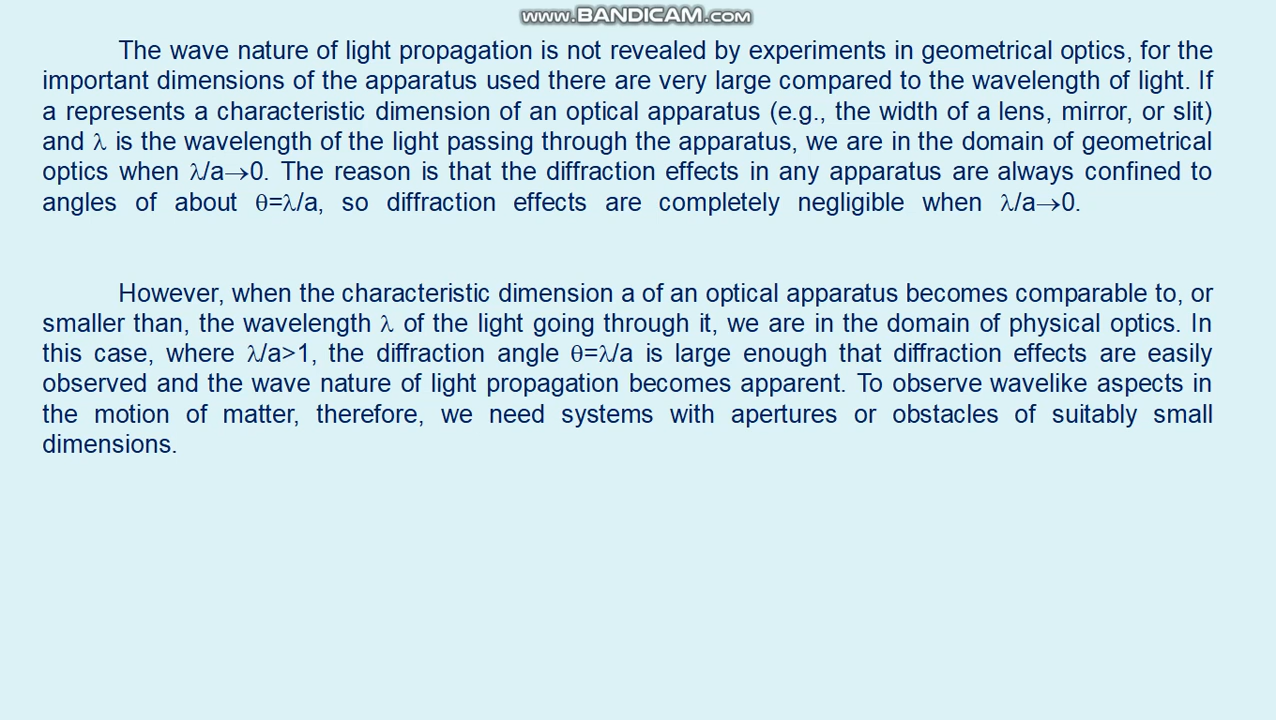 www.BANDICAM.com
The wave nature of light propagation is not revealed by experiments in geometrical optics, for the
important dimensions of the apparatus used there are very large compared to the wavelength of light. If
a represents a characteristic dimension of an optical apparatus (e.g., the width of a lens, mirror, or slit)
and λ is the wavelength of the light passing through the apparatus, we are in the domain of geometrical
optics when λ/a→0. The reason is that the diffraction effects in any apparatus are always confined to
angles of about θ=λ/a, so diffraction effects are completely negligible when λ/a→0.
However, when the characteristic dimension a of an optical apparatus becomes comparable to, or
smaller than, the wavelength λ of the light going through it, we are in the domain of physical optics. In
this case, where λ/a>1, the diffraction angle θ=λ/a is large enough that diffraction effects are easily
observed and the wave nature of light propagation becomes apparent. To observe wavelike aspects in
the motion of matter, therefore, we need systems with apertures or obstacles of suitably small
dimensions.